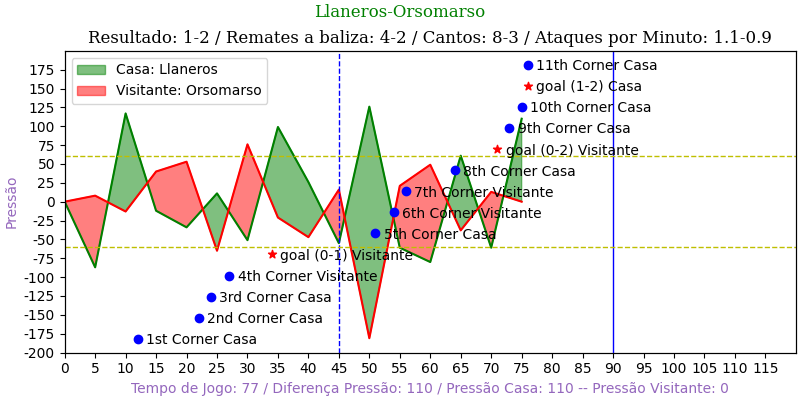 Llaneros-Orsomarso
Resultado: 1-2 / Remates a baliza: 4-2 / Cantos: 8-3 / Ataques por Minuto: 1.1-0.9
Casa: Llaneros
Visitante: Orsomarso
11th Corner Casa
goal (1-2) Casa
10th Corner Casa
9th Corner Casa
goal (0-2) Visitante
8th Corner Casa
7th Corner Visitante
6th Corner Visitante
5th Corner Casa
goal (0-1) Visitante
4th Corner Visitante
3rd Corner Casa
2nd Corner Casa
1st Corner Casa
Pressão
175
150
125
100
75
50
25
0
-25
-50
-75
-100
-125
-150
-175
-200
0 5 10 15 20 25 30 35 40 45 50 55 60 65 70 75 80 85 90 95 100 105 110 115
Tempo de Jogo: 77 / Diferença Pressão: 110 / Pressão Casa: 110 -- Pressão Visitante: 0